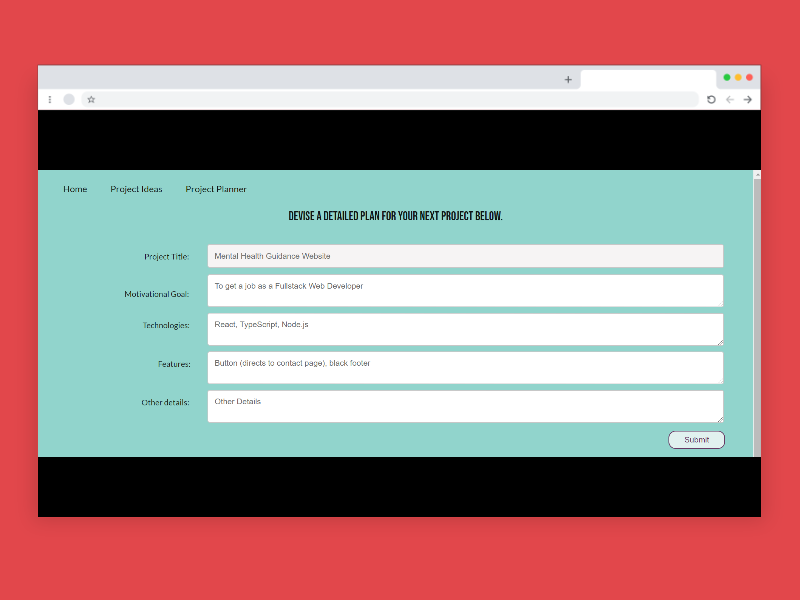 Home Project Ideas Project Planner
DEVISE A DETAILED PLAN FOR YOUR NEXT PROJECT BELOW.
Project Title: Mental Health Guidance Website
Motivational Goal: To get a job as a Fullstack Web Developer
Technologies: React, TypeScript, Node.js
Features: Button (directs to contact page), black footer
Other details: Other Details
Submit